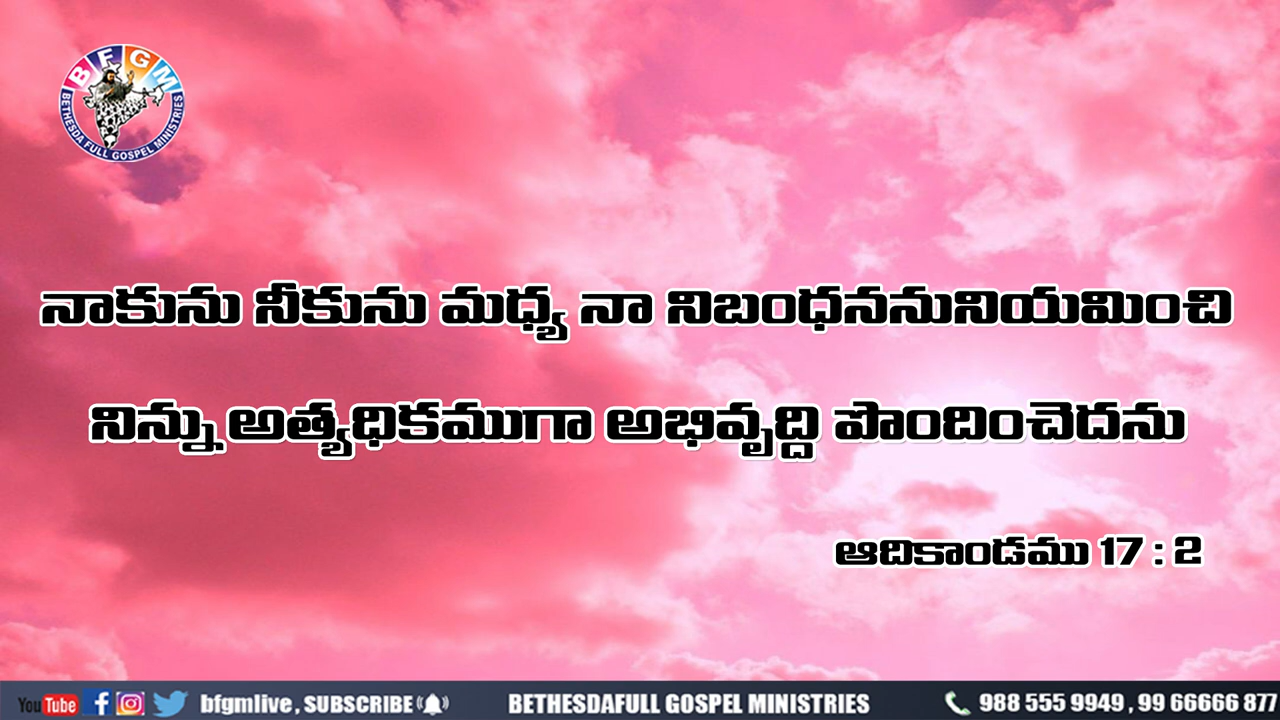 BFGM
BETHESDA FULL GOSPEL MINISTRIES
నాకును నీకును మధ్య నా నిబంధననునియమించి
నిన్ను అత్యధికముగా అభివృద్ది పొందించెదను
ఆదికాండము 17 : 2
YouTube bfgmlive , SUBSCRIBE BETHESDAFULL GOSPEL MINISTRIES 988 555 9949 , 99 66666 877